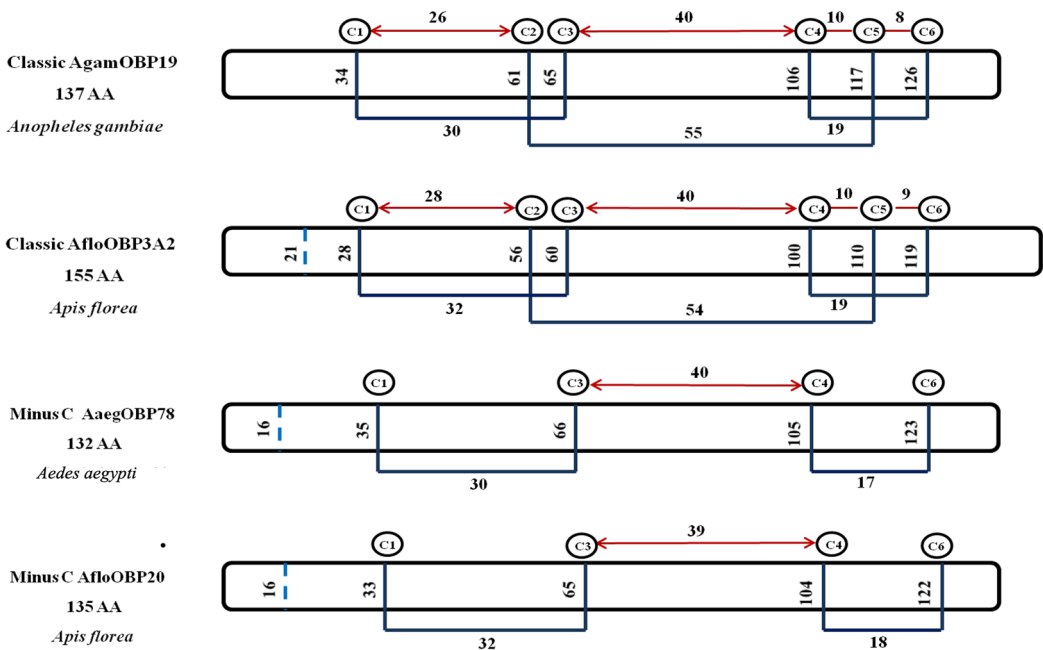 26 40 10 8
C1 C2 C3 C4 C5 C6
Classic AgamOBP19
34 61 65 106 117 126
137 AA
Anopheles gambiae
30 55 19
28 40 10 9
C1 C2 C3 C4 C5 C6
Classic AfloOBP3A2
21 28 56 60 100 110 119
155 AA
Apis florea
32 54 19
40
C1 C3 C4 C6
Minus C AaegOBP78
16 35 66 105 123
132 AA
Aedes aegypti
30 17
39
C1 C3 C4 C6
Minus C AfloOBP20
16 33 65 104 122
135 AA
Apis florea
32 18